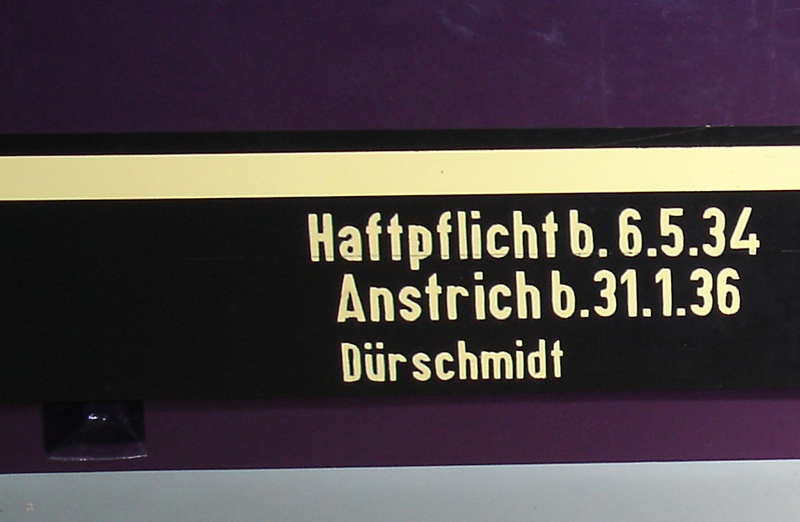 Haftpflicht b. 6.5.34
Anstrich b.31.1.36
Dürschmidt